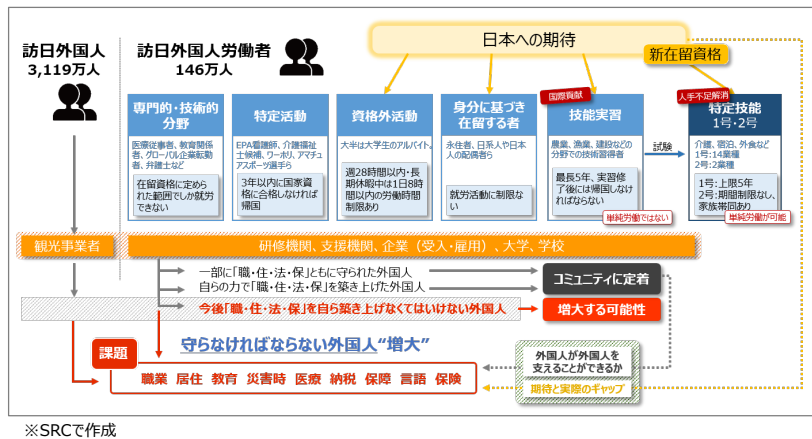 訪日外国人
3,119万人
訪日外国人労働者
146万人
日本への期待
新在留資格
専門的・技術的
分野
医療従事者、教育関係
者、グローバル企業転勤
者、弁護士など
在留資格に定めら
れた範囲でしか就労
できない
特定活動
EPA看護師、介護福祉
士候補、ワーホリ、アマチュ
アスポーツ選手ら
3年以内に国家資
格に合格しなければ
帰国
資格外活動
大半は大学生のアルバイト。
週28時間以内・長
期休暇中は1日8時
間以内の労働時間
制限あり
身分に基づき
在留する者
永住者、日系人や日本
人の配偶者ら
就労活動に制限な
い
国際貢献
技能実習
農業、漁業、建設などの
分野での技術習得者
最長5年、実習修
了後には帰国しなけ
ればならない
単純労働ではない
試験
人手不足解消
特定技能
1号・2号
介護、宿泊、外食など
1号:14業種
2号:2業種
1号:上限5年
2号:期間制限なし、
家族帯同あり
単純労働が可能
観光事業者
研修機関、支援機関、企業(受入・雇用)、大学、学校
一部に「職・住・法・保」ともに守られた外国人
自らの力で「職・住・法・保」を築き上げた外国人
コミュニティに定着
今後「職・住・法・保」を自ら築き上げなくてはいけない外国人
増大する可能性
課題
守らなければならない外国人“増大”
職業 居住 教育 災害時 医療 納税 保障 言語 保険
外国人が外国人を
支えることができるか
期待と実際のギャップ
※SRCで作成